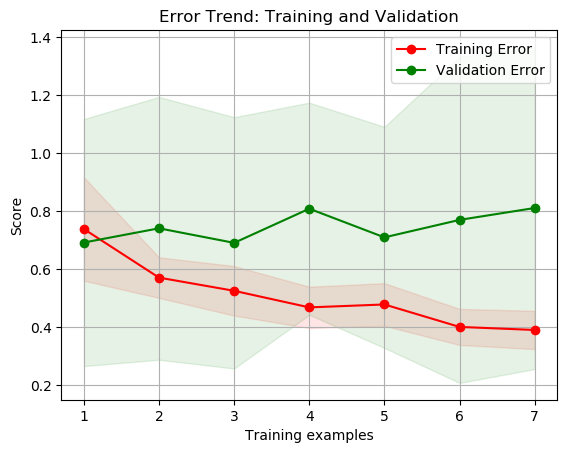 Error Trend: Training and Validation
Training Error
Validation Error
1.4
1.2
1.0
0.8
0.6
0.4
0.2
Score
1 2 3 4 5 6 7
Training examples